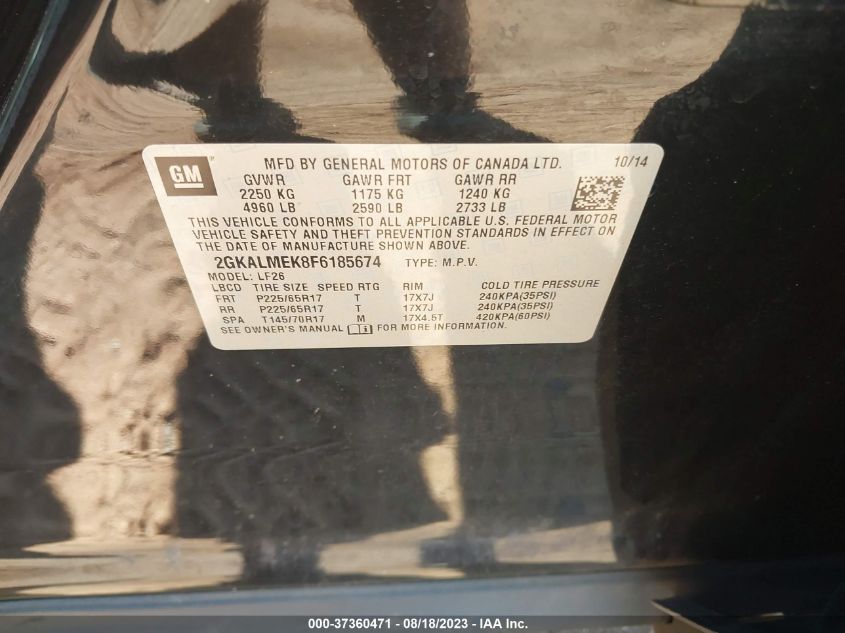 GM
MFD BY GENERAL MOTORS OF CANADA LTD. 10/14
GVWR GAWR FRT GAWR RR
2250 KG 1175 KG 1240 KG
4960 LB 2590 LB 2733 LB
THIS VEHICLE CONFORMS TO ALL APPLICABLE U.S. FEDERAL MOTOR
VEHICLE SAFETY AND THEFT PREVENTION STANDARDS IN EFFECT ON
THE DATE OF MANUFACTURE SHOWN ABOVE.
2GKALMEK8F6185674 TYPE: M.P.V.
MODEL: LF26
LBCD TIRE SIZE SPEED RTG RIM COLD TIRE PRESSURE
FRT P225/65R17 T 17X7J 240KPA(35PSI)
RR P225/65R17 T 17X7J 240KPA(35PSI)
SPA T145/70R17 M 17X4.5T 420KPA(60PSI)
SEE OWNER'S MANUAL FOR MORE INFORMATION.
000-37360471 - 08/18/2023 - IAA Inc.